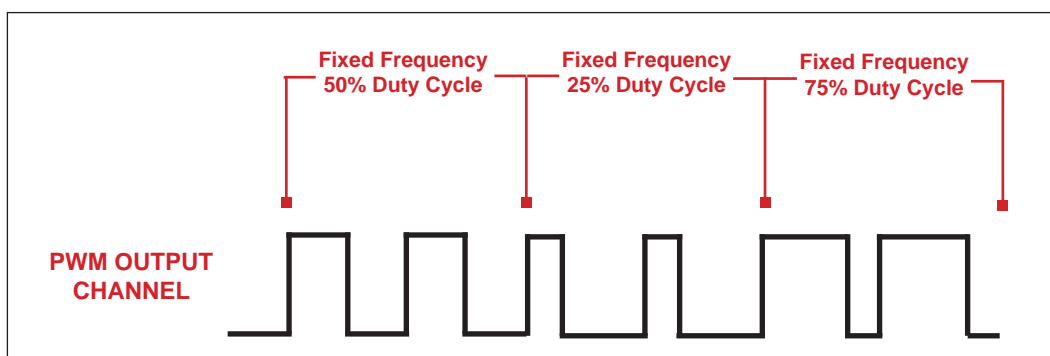 Fixed Frequency
50% Duty Cycle
Fixed Frequency
25% Duty Cycle
Fixed Frequency
75% Duty Cycle
PWM OUTPUT
CHANNEL